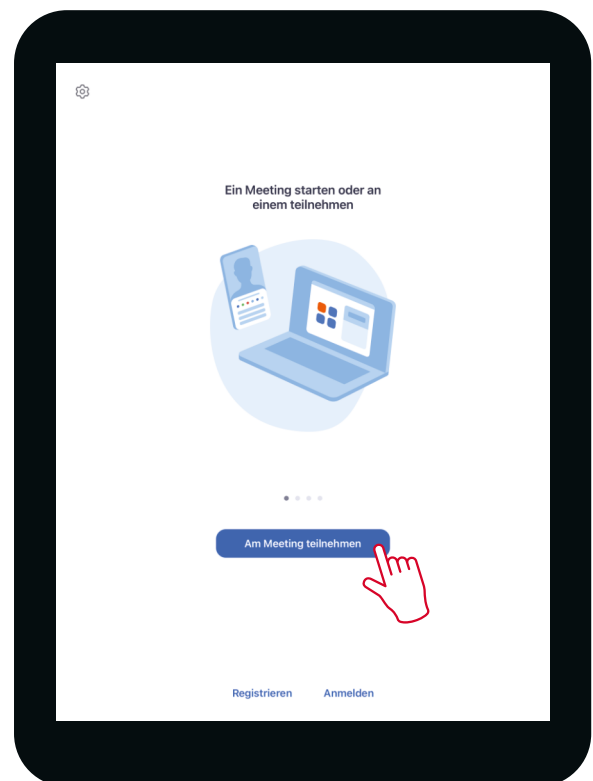 Ein Meeting starten oder an
einem teilnehmen
Am Meeting teilnehmen
Registrieren
Anmelden